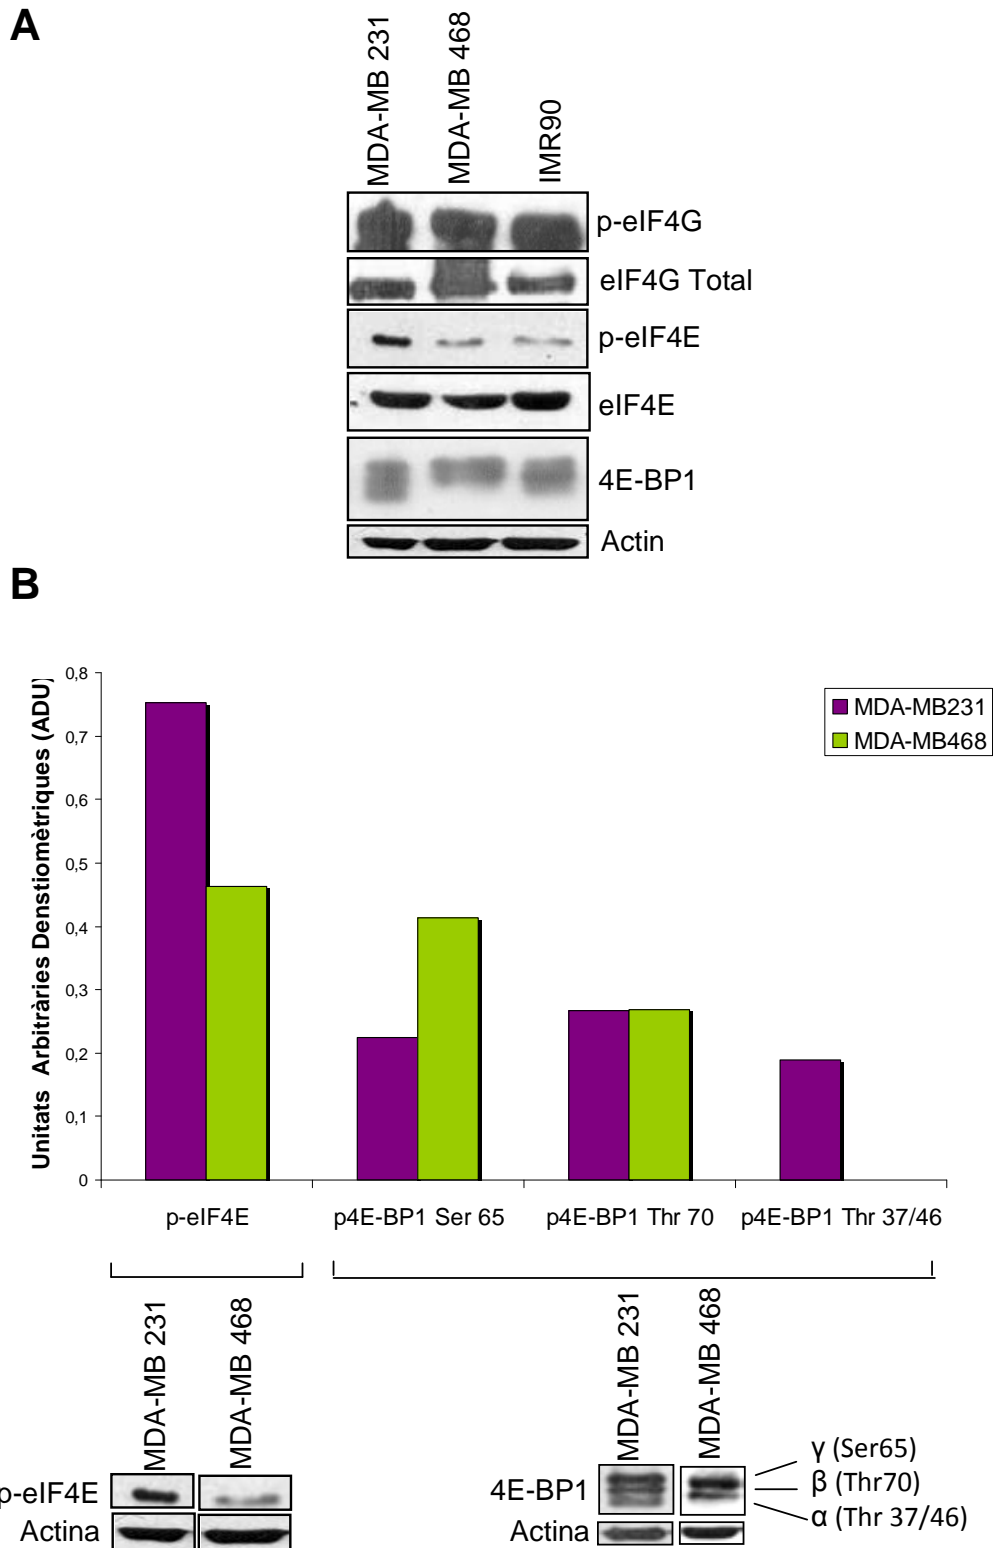 A
MDA-MB 231
MDA-MB 468
IMR90
p-eIF4G
eIF4G Total
p-eIF4E
eIF4E
4E-BP1
Actin
B
Unitats Arbitràries Denstiomètriques (ADU)
0,8
0,7
0,6
0,5
0,4
0,3
0,2
0,1
0
MDA-MB231
MDA-MB468
p-eIF4E
p4E-BP1 Ser 65
p4E-BP1 Thr 70
p4E-BP1 Thr 37/46
MDA-MB 231
MDA-MB 468
p-eIF4E
Actina
MDA-MB 231
MDA-MB 468
4E-BP1
Actina
γ (Ser65)
β (Thr70)
α (Thr 37/46)